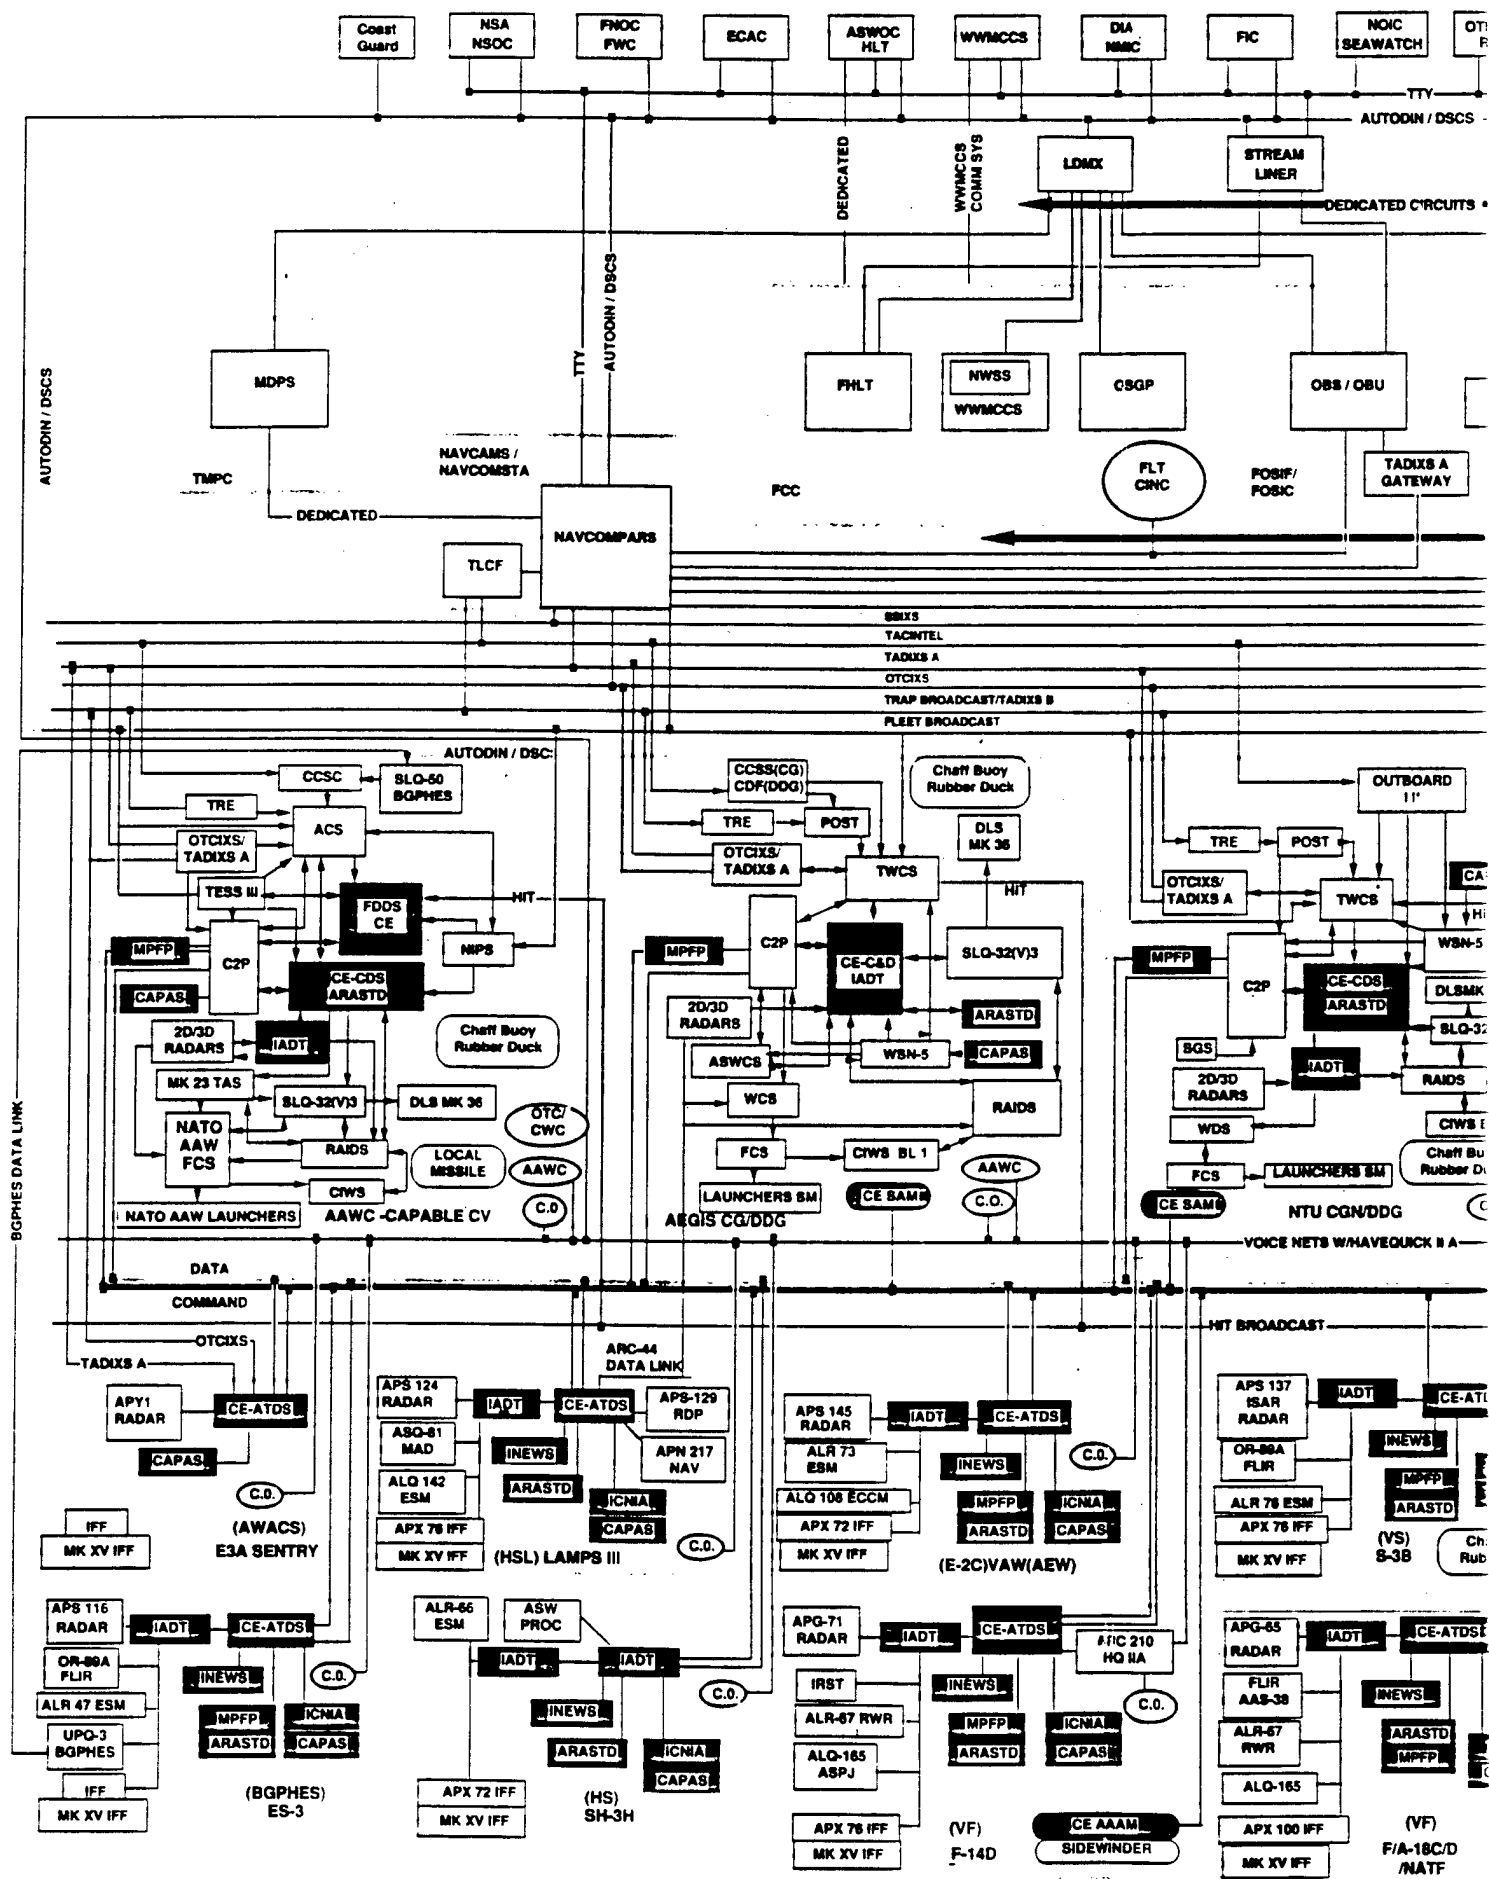 Coast
Guard
NSA
NSOC
FNOC
FWC
ECAC
ASWOC
HLT
WWMCCS
DIA
NMIC
FIC
NOIC
SEAWATCH
TTY
AUTODIN / DSCS
DEDICATED
WWMCCS
COMM SYS
LDMX
STREAM
LINER
DEDICATED CIRCUITS
AUTODIN / DSCS
MDPS
TTY
AUTODIN / DSCS
FHLT
NWSS
WWMCCS
OSGP
OBS / OBU
NAVCAMS /
NAVCOMSTA
TMPC
FCC
FLT
CINC
FOSIF/
FOSIC
TADIXS A
GATEWAY
DEDICATED
NAVCOMPARS
TLCF
SSIXS
TACINTEL
TADIXS A
OTCIXS
TRAP BROADCAST/TADIXS B
FLEET BROADCAST
AUTODIN / DSC
CCSC
SLQ-50
BGPHES
TRE
ACS
OTCIXS/
TADIXS A
TESS III
FDDS
CE
HIT
NIPS
MPFP
C2P
CAPAS
CE-CDS
ARASTD
2D/3D
RADARS
IADT
Chaff Buoy
Rubber Duck
MK 23 TAS
SLQ-32(V)3
DLS MK 36
NATO
AAW
FCS
RAIDS
LOCAL
MISSILE
CIWS
NATO AAW LAUNCHERS
AAWC -CAPABLE CV
OTC/
CWC
AAWC
C.O
BGPHES DATA LINK
CCSS(CG)
CDF(DDG)
TRE
POST
Chaff Buoy
Rubber Duck
DLS
MK 36
OTCIXS/
TADIXS A
TWCS
HIT
C2P
MPFP
CE-C&D
IADT
SLQ-32(V)3
2D/3D
RADARS
ARASTD
ASWCS
WSN-5
CAPAS
WCS
RAIDS
FCS
CIWS BL 1
AAWC
LAUNCHERS SM
CE SAM
C.O.
AEGIS CG/DDG
OUTBOARD
TRE
POST
OTCIXS/
TADIXS A
TWCS
WSN-5
MPFP
C2P
CE-CDS
ARASTD
DLSMK
SLQ-32
SGS
IADT
2D/3D
RADARS
RAIDS
WDS
CIWS
FCS
LAUNCHERS SM
Chaff Bu
Rubber Du
CE SAM
NTU CGN/DDG
VOICE NETS W/HAVEQUICK II A
DATA
COMMAND
HIT BROADCAST
OTCIXS
TADIXS A
ARC-44
DATA LINK
APY1
RADAR
CE-ATDS
CAPAS
C.O.
IFF
MK XV IFF
(AWACS)
E3A SENTRY
APS 124
RADAR
IADT
CE-ATDS
APS-129
RDP
ASQ-81
MAD
INEWS
APN 217
NAV
ALQ 142
ESM
ARASTD
ICNIA
CAPAS
APX 76 IFF
MK XV IFF
C.O.
(HSL) LAMPS III
APS 145
RADAR
IADT
CE-ATDS
ALR 73
ESM
INEWS
C.O.
ALQ 108 ECCM
MPFP
ARASTD
ICNIA
CAPAS
APX 72 IFF
MK XV IFF
(E-2C)VAW(AEW)
APS 137
ISAR
RADAR
IADT
CE-ATD
OR-89A
FLIR
INEWS
MPFP
ARASTD
ALR 76 ESM
APX 76 IFF
MK XV IFF
(VS)
S-3B
APS 116
RADAR
IADT
CE-ATDS
OR-89A
FLIR
INEWS
C.O.
ALR 47 ESM
MPFP
ARASTD
ICNIA
CAPAS
UPQ-3
BGPHES
IFF
MK XV IFF
(BGPHES)
ES-3
ALR-66
ESM
ASW
PROC
IADT
IADT
INEWS
C.O.
ARASTD
ICNIA
CAPAS
APX 72 IFF
MK XV IFF
(HS)
SH-3H
APG-71
RADAR
IADT
CE-ATDS
ARC 210
HQ IIA
IRST
INEWS
C.O.
ALR-67 RWR
MPFP
ARASTD
ICNIA
CAPAS
ALQ-165
ASPJ
APX 76 IFF
MK XV IFF
(VF)
F-14D
CE AAAM
SIDEWINDER
APG-65
RADAR
IADT
CE-ATDS
FLIR
AAS-38
INEWS
ALR-67
RWR
ARASTD
MPFP
ALQ-165
APX 100 IFF
MK XV IFF
(VF)
F/A-18C/D
/NATF